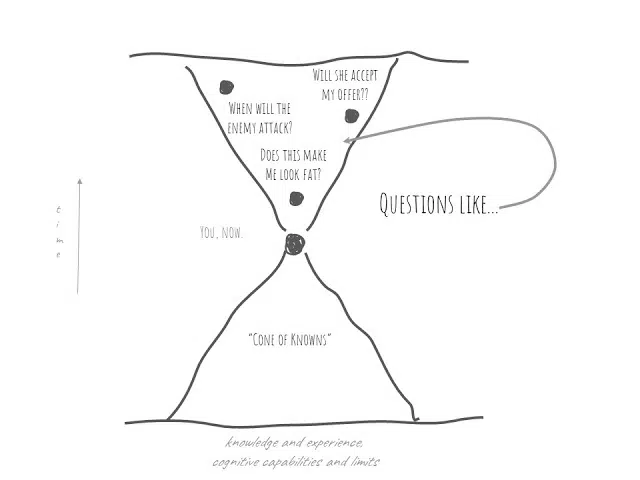 WILL SHE ACCEPT
MY OFFER??
WHEN WILL THE
ENEMY ATTACK?
DOES THIS MAKE
ME LOOK FAT?
QUESTIONS LIKE...
time
YOU, NOW.
"CONE OF KNOWNS"
knowledge and experience,
cognitive capabilities and limits